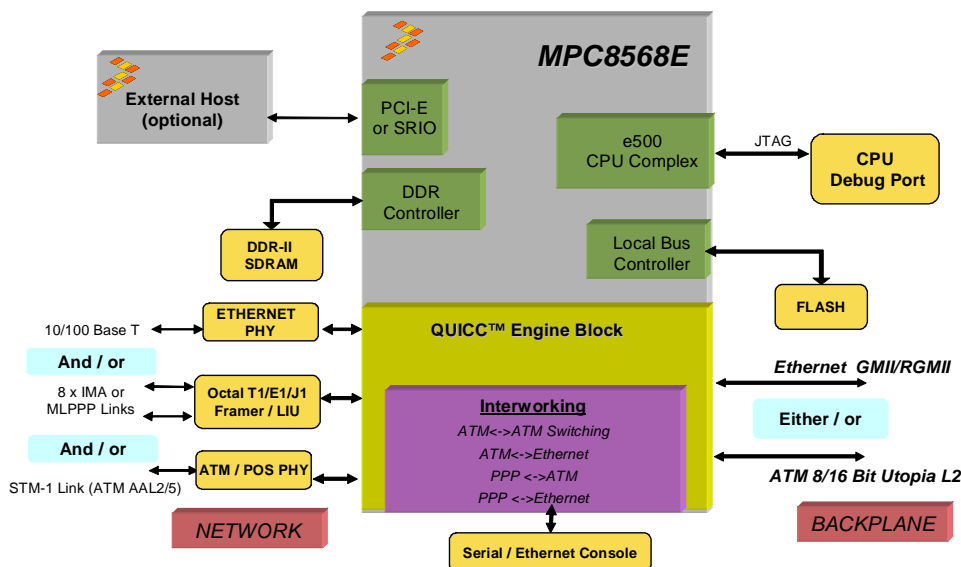 MPC8568E
External Host
(optional)
PCI-E
or SRIO
e500
CPU Complex
JTAG
CPU
Debug Port
DDR
Controller
DDR-II
SDRAM
Local Bus
Controller
FLASH
ETHERNET
PHY
10/100 Base T
QUICC™ Engine Block
And / or
8 x IMA or
MLPPP Links
Octal T1/E1/J1
Framer / LIU
Ethernet GMII/RGMII
Either / or
Interworking
ATM<->ATM Switching
ATM<->Ethernet
PPP <->ATM
PPP <->Ethernet
And / or
ATM / POS PHY
STM-1 Link (ATM AAL2/5)
ATM 8/16 Bit Utopia L2
NETWORK
BACKPLANE
Serial / Ethernet Console